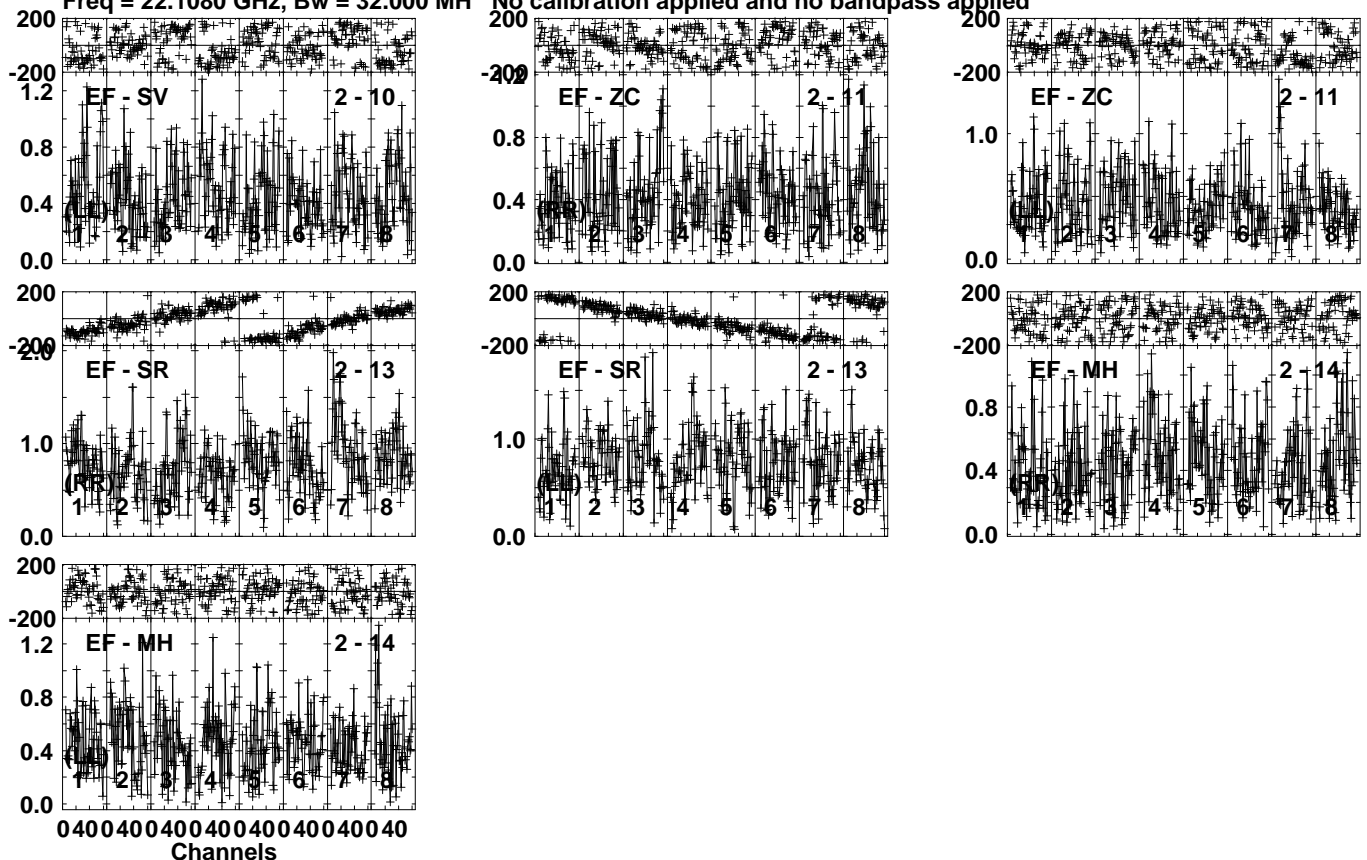 Freq = 22.1080 GHz, Bw = 32.000 MH No calibration applied and no bandpass applied
200
-200
EF - SV 2 - 10
1.2
0.8
0.4
0.0
(LL)
1 2 3 4 5 6 7 8
200
-200
1.2
EF - ZC 2 - 11
0.8
0.4
0.0
(RR)
1 2 3 4 5 6 7 8
200
-200
EF - ZC 2 - 11
1.0
0.0
(LL)
1 2 3 4 5 6 7 8
200
-200
2.0
EF - SR 2 - 13
1.0
0.0
(RR)
1 2 3 4 5 6 7 8
200
-200
EF - SR 2 - 13
1.0
0.0
(LL)
1 2 3 4 5 6 7 8
200
-200
EF - MH 2 - 14
0.8
0.4
0.0
(RR)
1 2 3 4 5 6 7 8
200
-200
1.2
EF - MH 2 - 14
0.8
0.4
0.0
(LL)
1 2 3 4 5 6 7 8
0 40 0 40 0 40 0 40 0 40 0 40 0 40 0 40
Channels